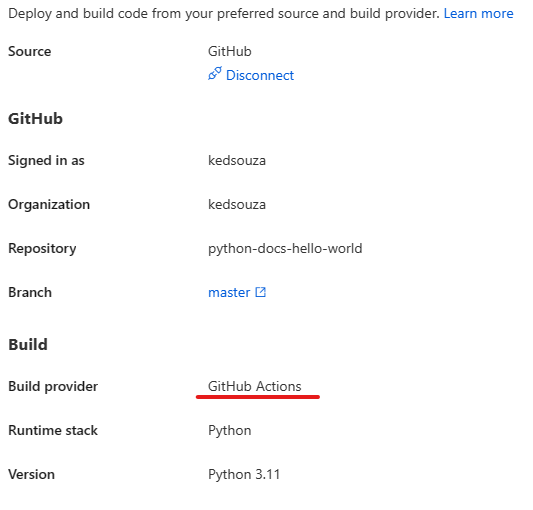 Deploy and build code from your preferred source and build provider. Learn more
Source GitHub
Disconnect
GitHub
Signed in as kedsouza
Organization kedsouza
Repository python-docs-hello-world
Branch master
Build
Build provider GitHub Actions
Runtime stack Python
Version Python 3.11